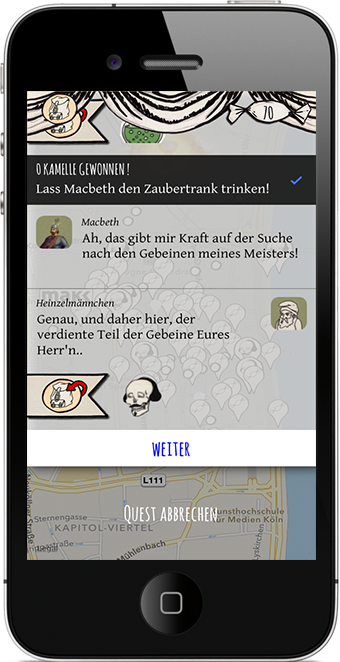 70
0 KAMELLE GEWONNEN!
Lass Macbeth den Zaubertrank trinken!
Macbeth
Ah, das gibt mir Kraft auf der Suche
nach den Gebeinen meines Meisters!
Heinzelmännchen
Genau, und daher hier, der
verdiente Teil der Gebeine Eures
Herr'n..
WEITER
L111
QUEST ABBRECHEN
Sternengasse
KAPITOL-VIERTEL
Kunsthochschule
für Medien Köln
Mühlenbach